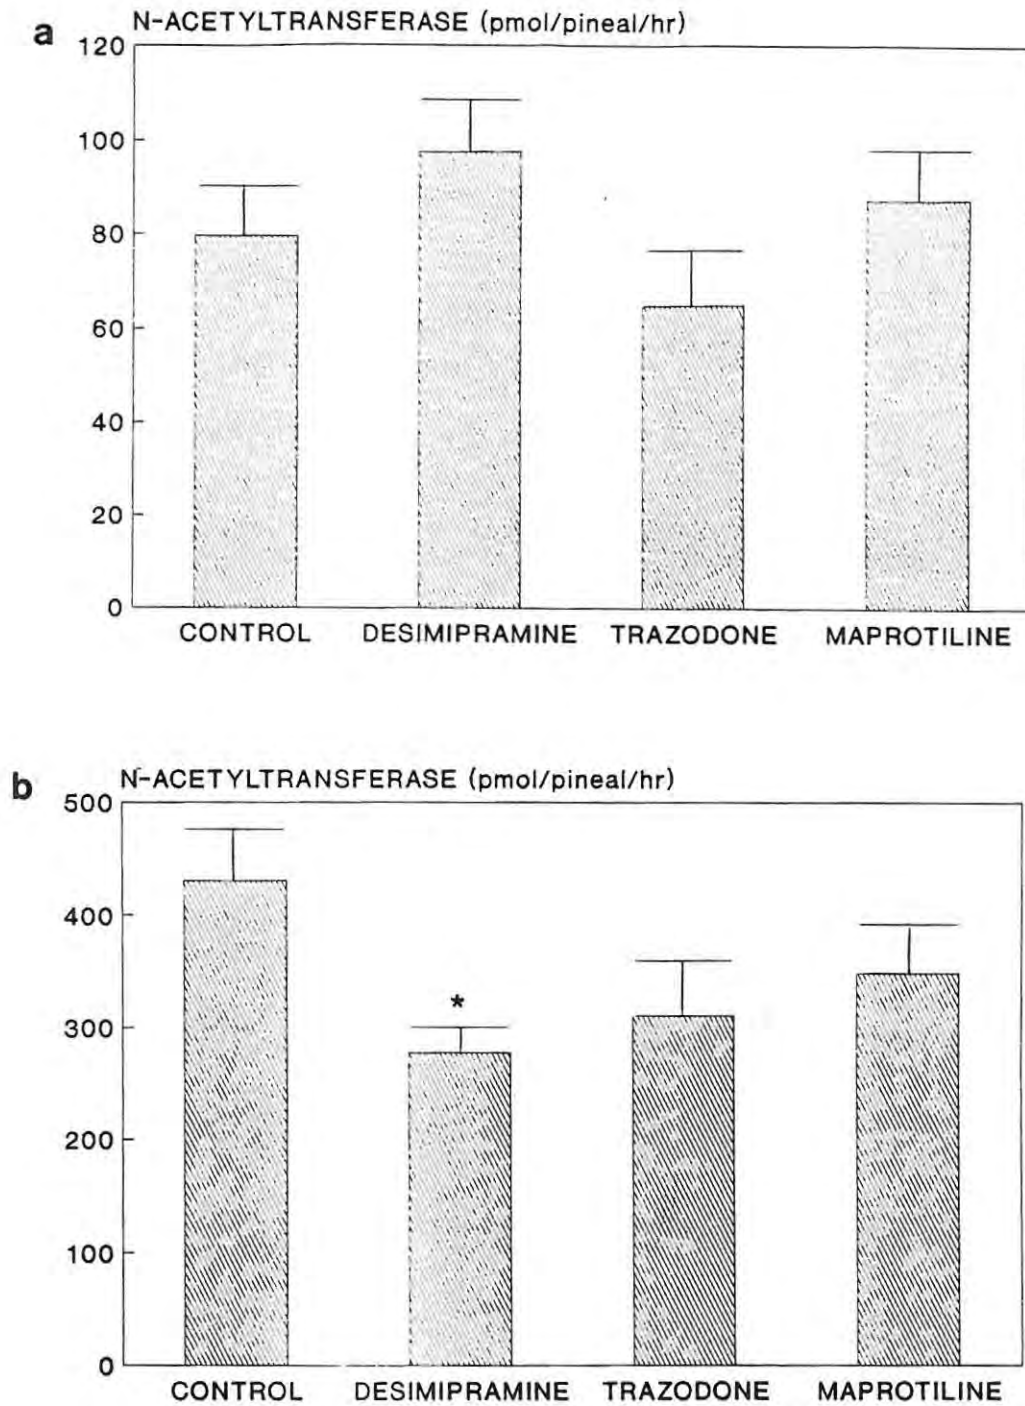 a
N-ACETYLTRANSFERASE (pmol/pineal/hr)
120
100
80
60
40
20
0
CONTROL DESIMIPRAMINE TRAZODONE MAPROTILINE
b
N-ACETYLTRANSFERASE (pmol/pineal/hr)
500
400
300
200
100
0
*
CONTROL DESIMIPRAMINE TRAZODONE MAPROTILINE